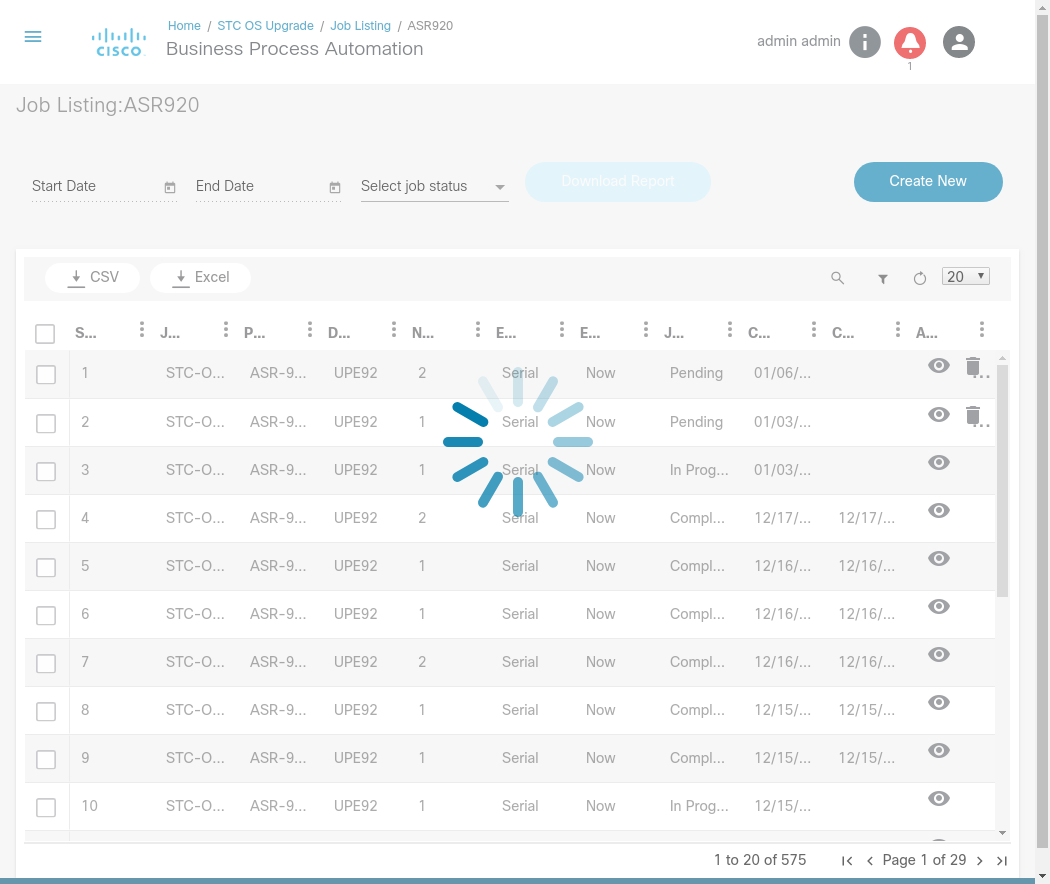 Home / STC OS Upgrade / Job Listing / ASR920
CISCO
Business Process Automation
admin admin
1
Job Listing:ASR920
Start Date End Date Select job status Download Report Create New
CSV Excel 20
S... J... P... D... N... E... E... J... C... C... A...
1 STC-O... ASR-9... UPE92 2 Serial Now Pending 01/06/... ...
2 STC-O... ASR-9... UPE92 1 Serial Now Pending 01/03/... ...
3 STC-O... ASR-9... UPE92 1 Serial Now In Prog... 01/03/...
4 STC-O... ASR-9... UPE92 2 Serial Now Compl... 12/17/... 12/17/...
5 STC-O... ASR-9... UPE92 1 Serial Now Compl... 12/16/... 12/16/...
6 STC-O... ASR-9... UPE92 1 Serial Now Compl... 12/16/... 12/16/...
7 STC-O... ASR-9... UPE92 2 Serial Now Compl... 12/16/... 12/16/...
8 STC-O... ASR-9... UPE92 1 Serial Now Compl... 12/15/... 12/15/...
9 STC-O... ASR-9... UPE92 1 Serial Now Compl... 12/15/... 12/15/...
10 STC-O... ASR-9... UPE92 1 Serial Now In Prog... 12/15/...
1 to 20 of 575 Page 1 of 29